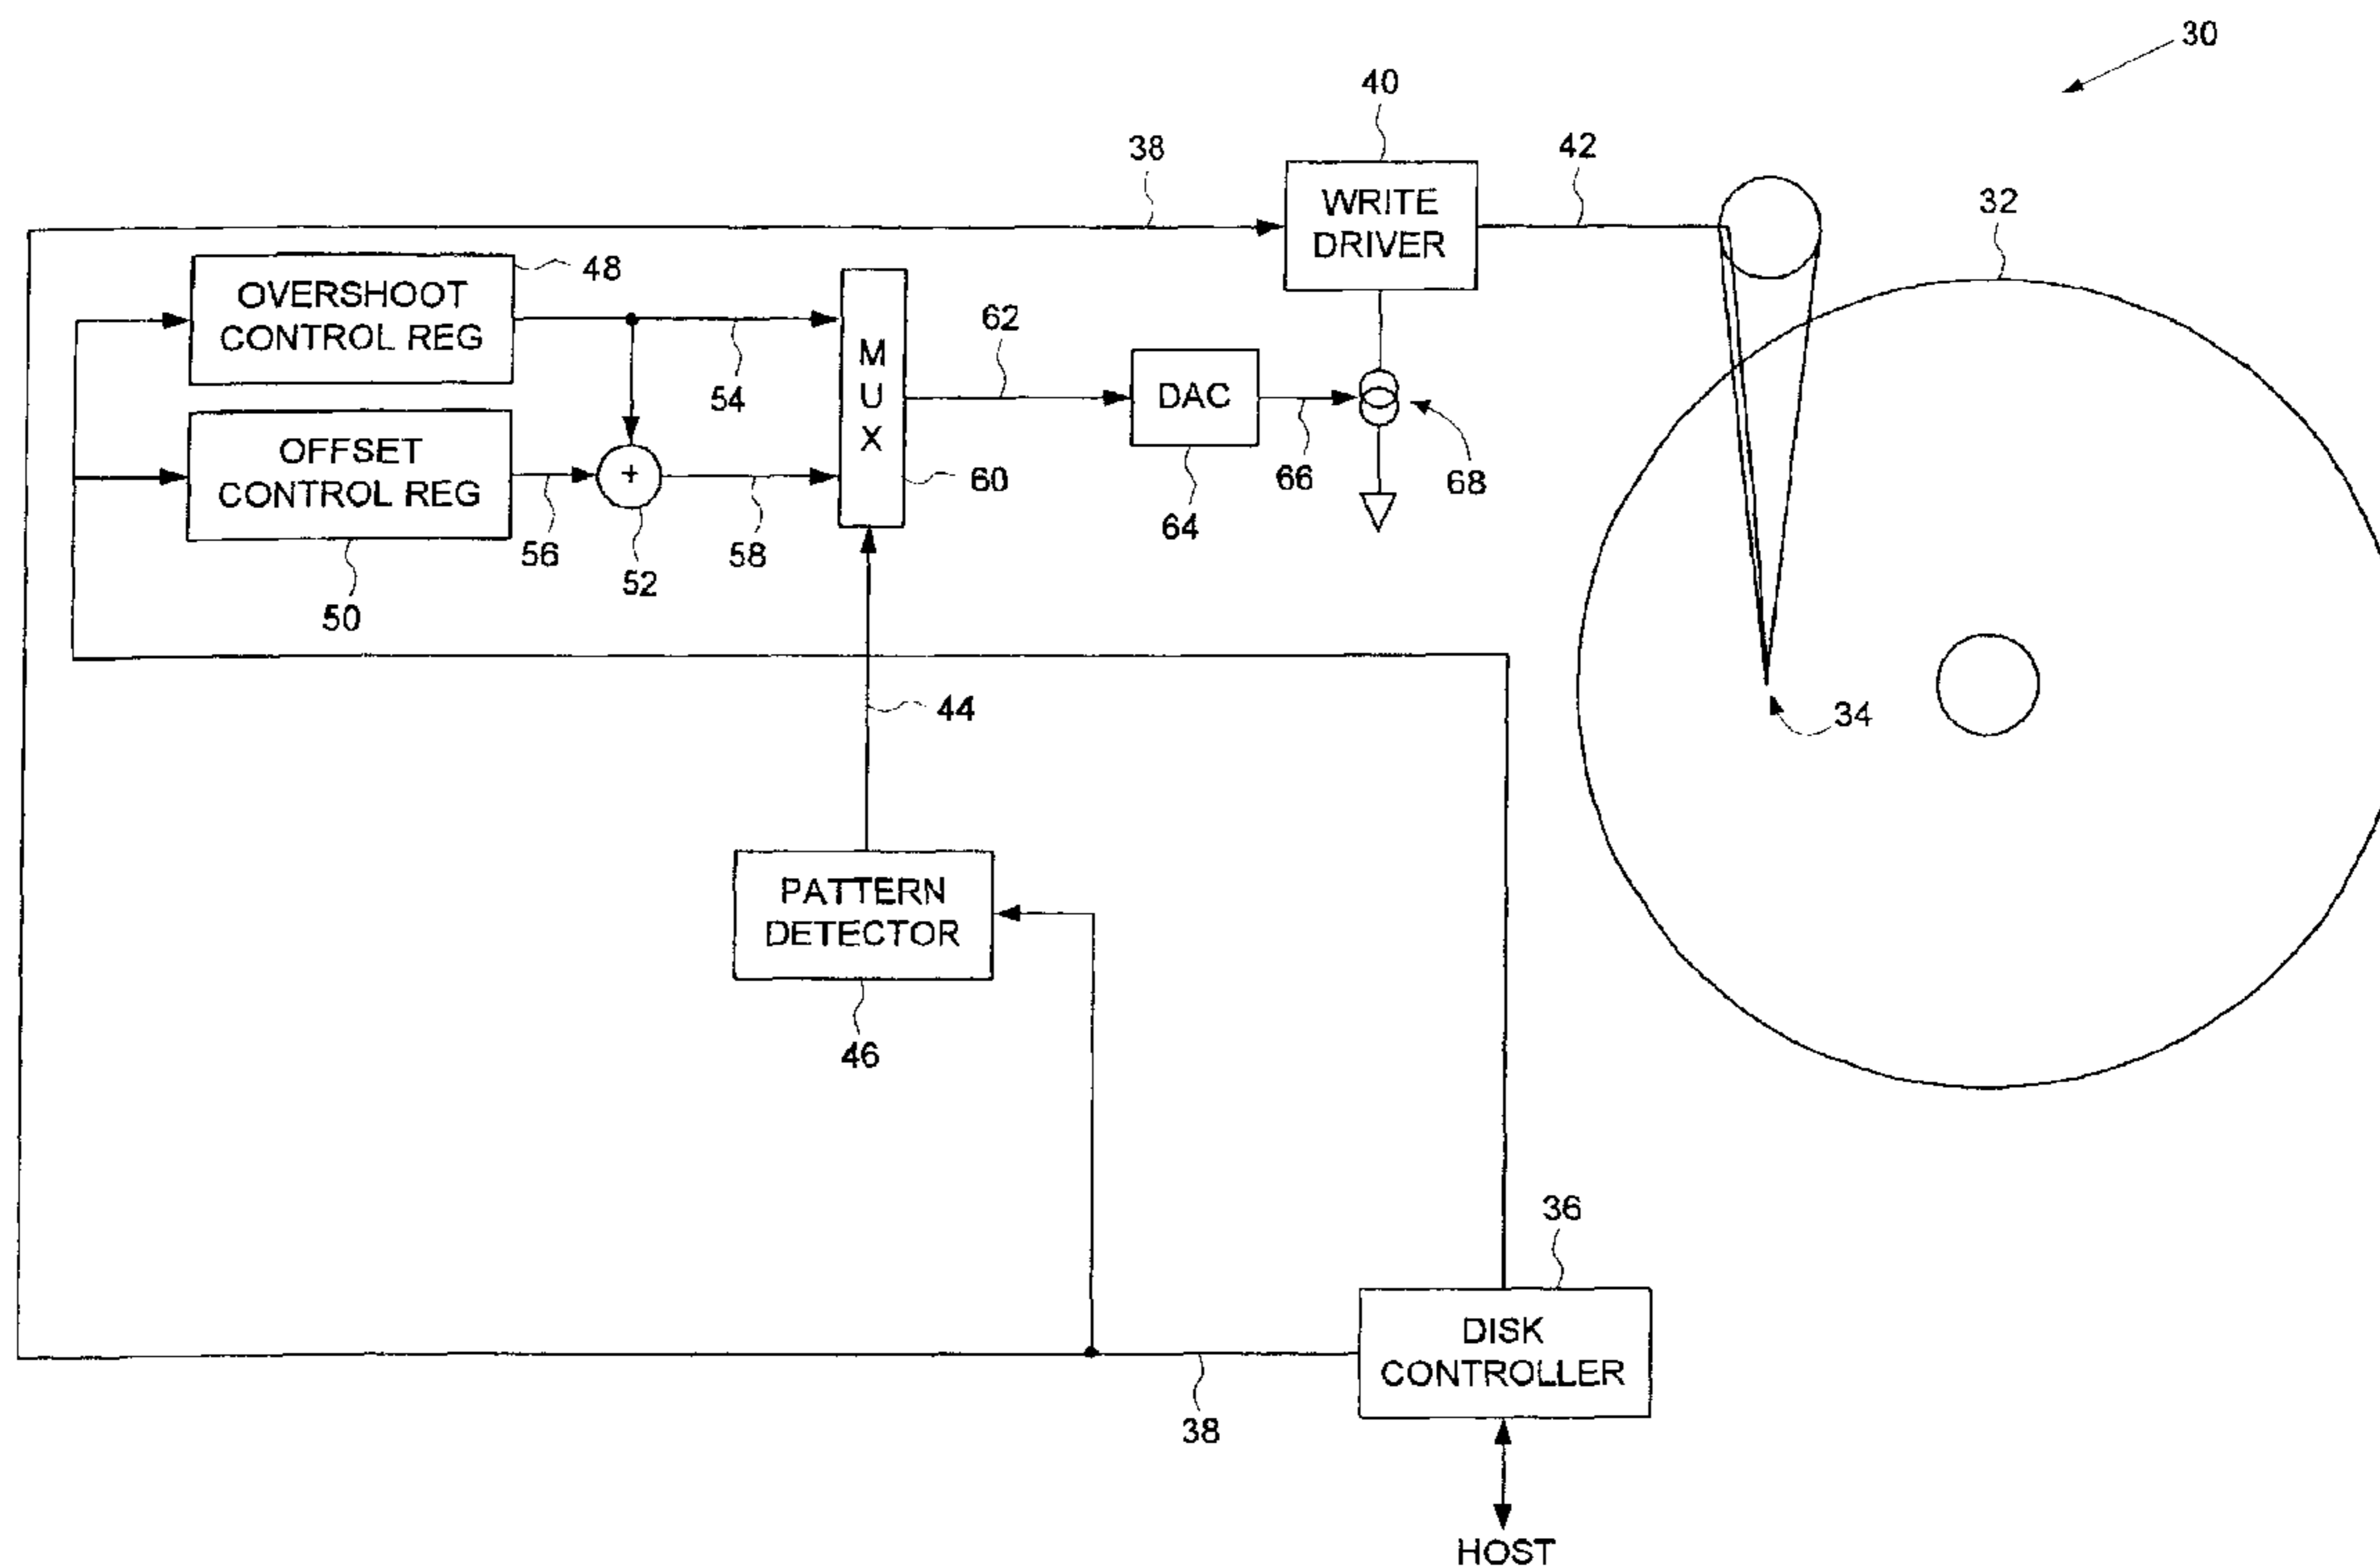 30
40
38
42
32
WRITE
DRIVER
48
OVERSHOOT
CONTROL REG
62
M
U
X
54
DAC
OFFSET
CONTROL REG
+
56
52
58
60
64
66
68
50
44
34
PATTERN
DETECTOR
46
36
DISK
CONTROLLER
38
HOST